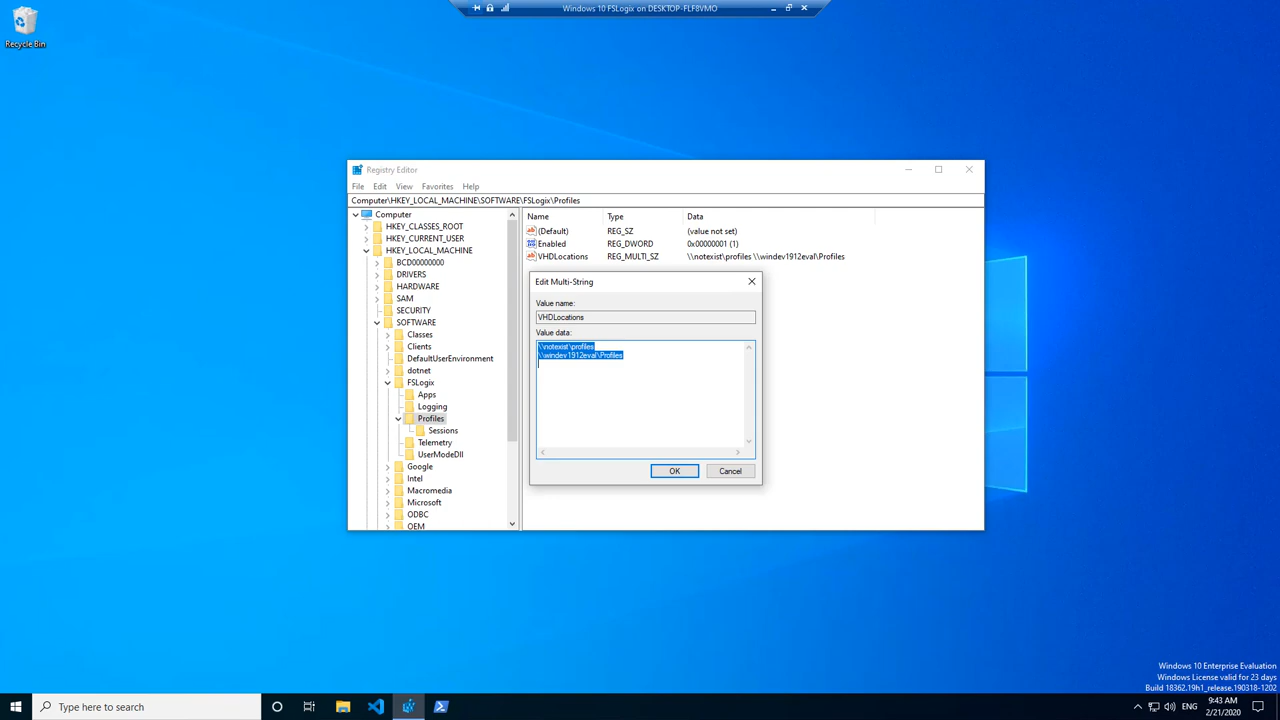 Windows 10 FSLogix on DESKTOP-FLF8VMO
Recycle Bin
Registry Editor
File Edit View Favorites Help
Computer\HKEY_LOCAL_MACHINE\SOFTWARE\FSLogix\Profiles
Computer
HKEY_CLASSES_ROOT
HKEY_CURRENT_USER
HKEY_LOCAL_MACHINE
BCD00000000
DRIVERS
HARDWARE
SAM
SECURITY
SOFTWARE
Classes
Clients
DefaultUserEnvironment
dotnet
FSLogix
Apps
Logging
Profiles
Sessions
Telemetry
UserModeDll
Google
Intel
Macromedia
Microsoft
ODBC
OEM
Name Type Data
(Default) REG_SZ (value not set)
Enabled REG_DWORD 0x00000001 (1)
VHDLocations REG_MULTI_SZ \\notexist\profiles \\windev1912eval\Profiles
Edit Multi-String
Value name:
VHDLocations
Value data:
\\notexist\profiles
\\windev1912eval\Profiles
OK Cancel
Windows 10 Enterprise Evaluation
Windows License valid for 23 days
Build 18362.19h1_release.190318-1202
Type here to search
ENG
9:43 AM
2/21/2020